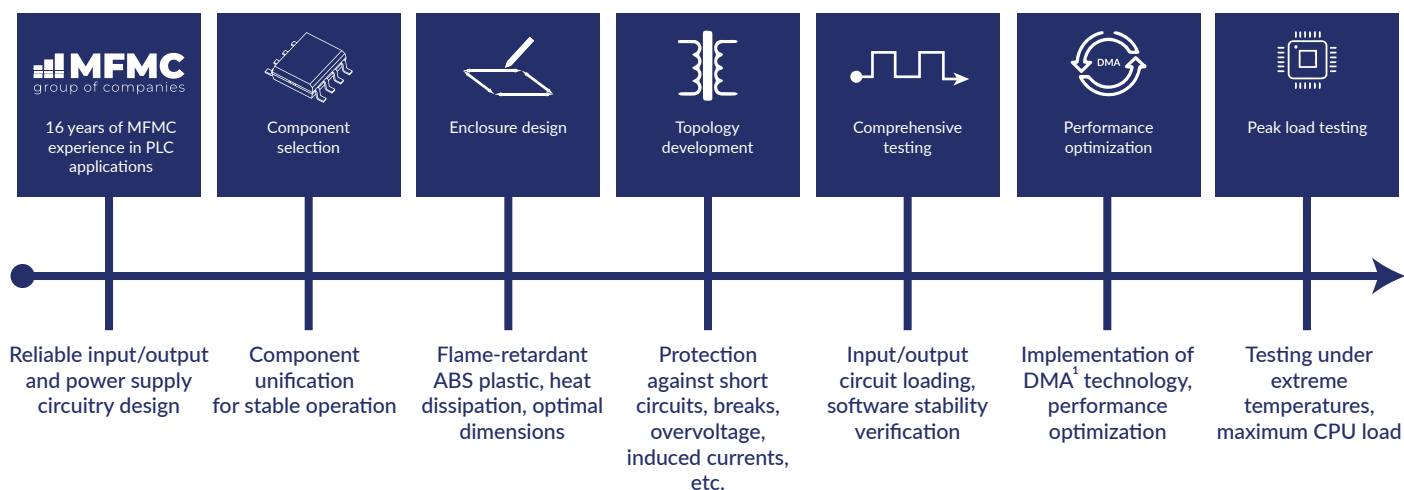 MFMC
group of companies
16 years of MFMC
experience in PLC
applications
Component
selection
Enclosure design
Topology
development
Comprehensive
testing
DMA
Performance
optimization
Peak load testing
Reliable input/output
and power supply
circuitry design
Component
unification
for stable operation
Flame-retardant
ABS plastic, heat
dissipation, optimal
dimensions
Protection
against short
circuits, breaks,
overvoltage,
induced currents,
etc.
Input/output
circuit loading,
software stability
verification
Implementation of
DMA¹ technology,
performance
optimization
Testing under
extreme
temperatures,
maximum CPU load